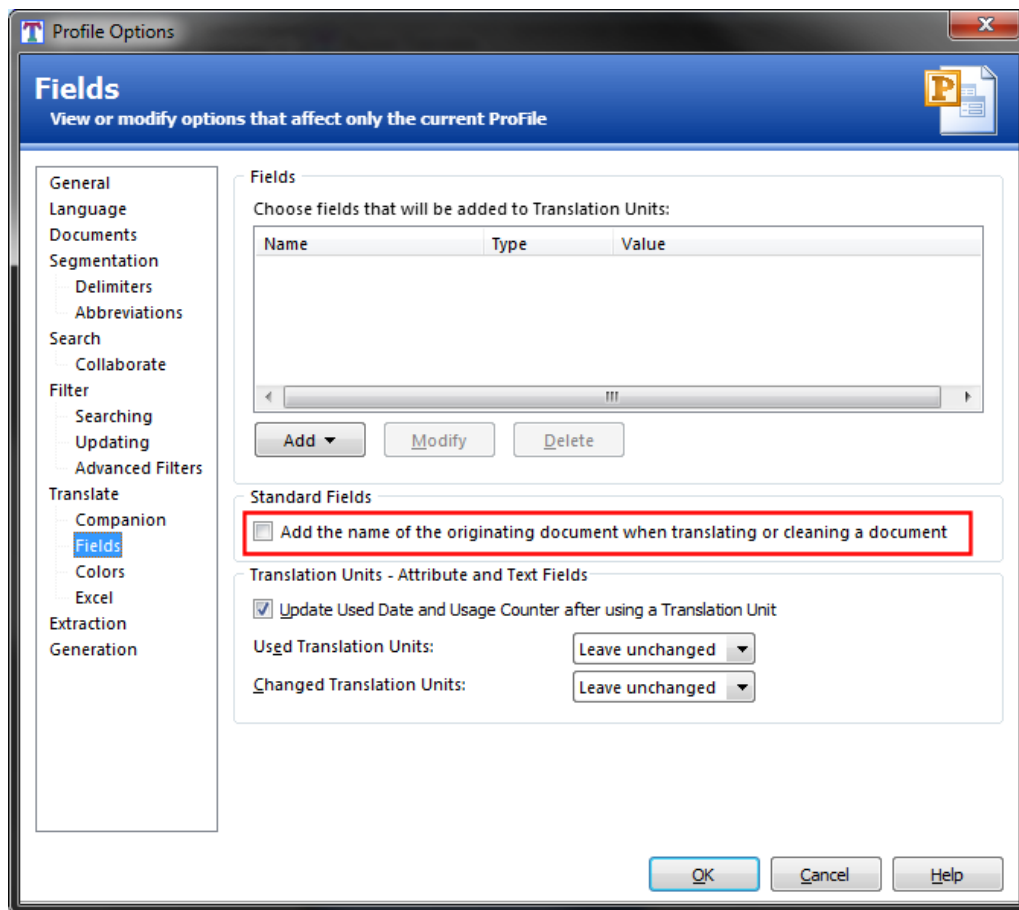 Profile Options
Fields
View or modify options that affect only the current ProFile
General
Language
Documents
Segmentation
Delimiters
Abbreviations
Search
Collaborate
Filter
Searching
Updating
Advanced Filters
Translate
Companion
Fields
Colors
Excel
Extraction
Generation
Fields
Choose fields that will be added to Translation Units:
Name Type Value
Add Modify Delete
Standard Fields
Add the name of the originating document when translating or cleaning a document
Translation Units - Attribute and Text Fields
Update Used Date and Usage Counter after using a Translation Unit
Used Translation Units: Leave unchanged
Changed Translation Units: Leave unchanged
OK Cancel Help